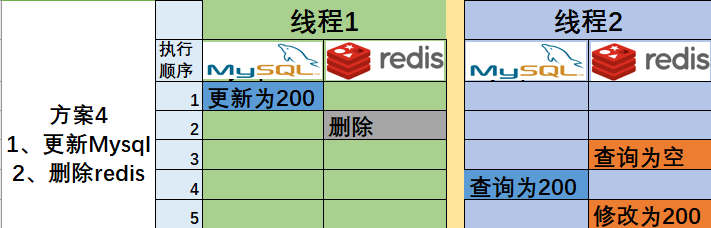 线程1 线程2
执行
顺序 MySQL redis MySQL redis
1 更新为200
方案4
1、更新Mysql
2、删除redis
2 删除
3 查询为空
4 查询为200
5 修改为200